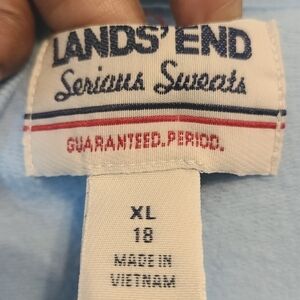 LANDS' END
Serious Sweats
GUARANTEED. PERIOD.
XL
18
MADE IN
VIETNAM